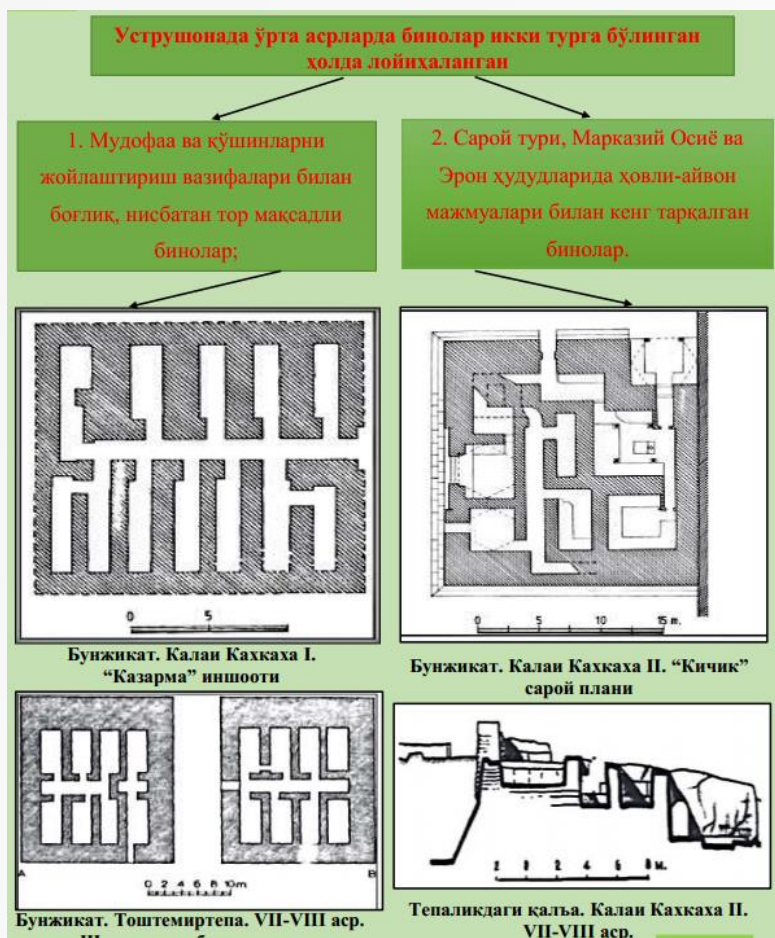 Уструшонада ўрта асрларда бинолар икки турга бўлинган
ҳолда лойиҳаланган
1. Мудофаа ва қўшинларни
жойлаштириш вазифалари билан
боғлиқ, нисбатан тор мақсадли
бинолар;
2. Сарой тури, Марказий Осиё ва
Эрон ҳудудларида ҳовли-айвон
мажмуалари билан кенг тарқалган
бинолар.
0 5
Бунжикат. Калаи Кахкаха I.
“Казарма” иншооти
0 5 10 15 m.
Бунжикат. Калаи Кахкаха II. “Кичик”
сарой плани
A B
0 2 4 6 8 10m
Бунжикат. Тоштемиртепа. VII-VIII аср.
2 0 2 4 6 8 м.
Тепаликдаги қалъа. Калаи Кахкаха II.
VII-VIII аср.